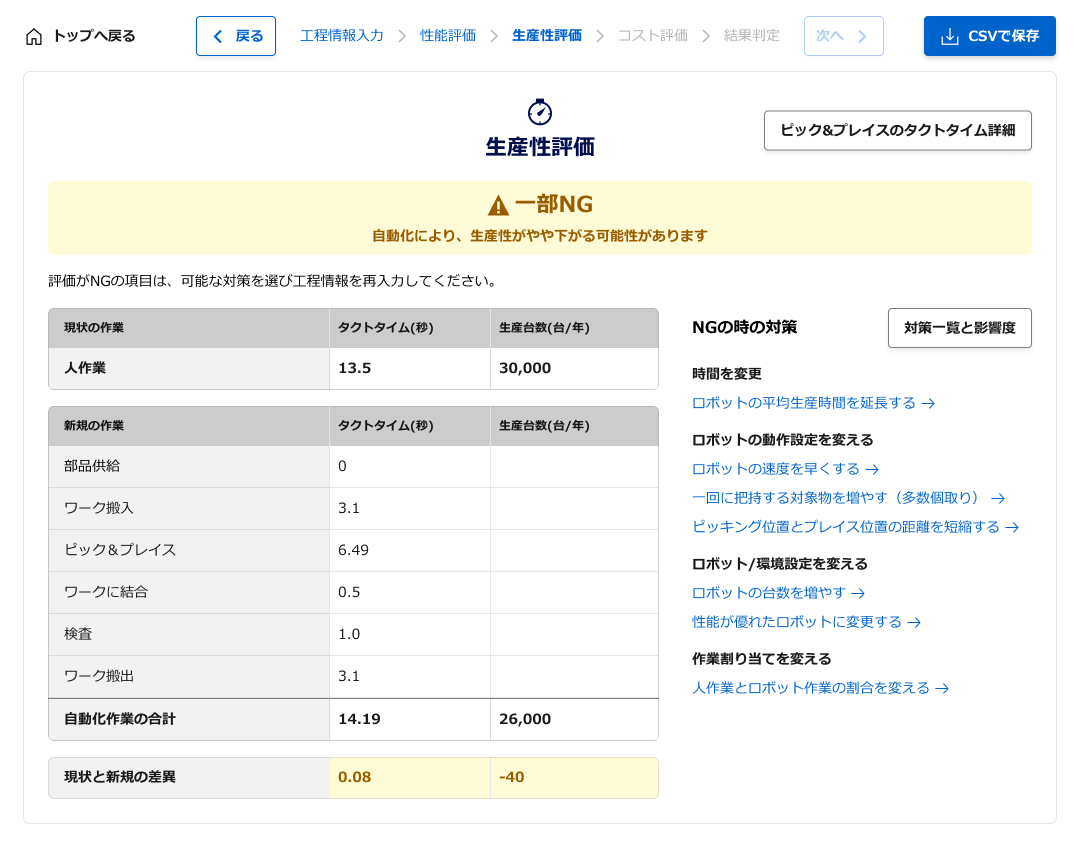 トップへ戻る
戻る
工程情報入力
性能評価
生産性評価
コスト評価
結果判定
次へ
CSVで保存
生産性評価
ピック&プレイスのタクトタイム詳細
一部NG
自動化により、生産性がやや下がる可能性があります
評価がNGの項目は、可能な対策を選び工程情報を再入力してください。
現状の作業 タクトタイム(秒) 生産台数(台/年)
人作業 13.5 30,000
新規の作業 タクトタイム(秒) 生産台数(台/年)
部品供給 0
ワーク搬入 3.1
ピック＆プレイス 6.49
ワークに結合 0.5
検査 1.0
ワーク搬出 3.1
自動化作業の合計 14.19 26,000
現状と新規の差異 0.08 -40
NGの時の対策
対策一覧と影響度
時間を変更
ロボットの平均生産時間を延長する
ロボットの動作設定を変える
ロボットの速度を早くする
一回に把持する対象物を増やす（多数個取り）
ピッキング位置とプレイス位置の距離を短縮する
ロボット/環境設定を変える
ロボットの台数を増やす
性能が優れたロボットに変更する
作業割り当てを変える
人作業とロボット作業の割合を変える